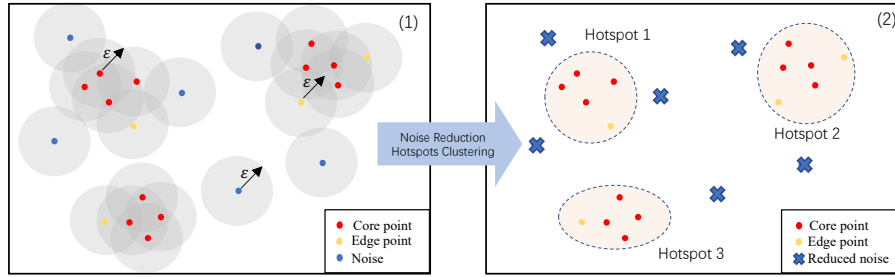 (1)
ε
ε
ε
Core point
Edge point
Noise
Noise Reduction
Hotspots Clustering
(2)
Hotspot 1
Hotspot 2
Hotspot 3
Core point
Edge point
Reduced noise